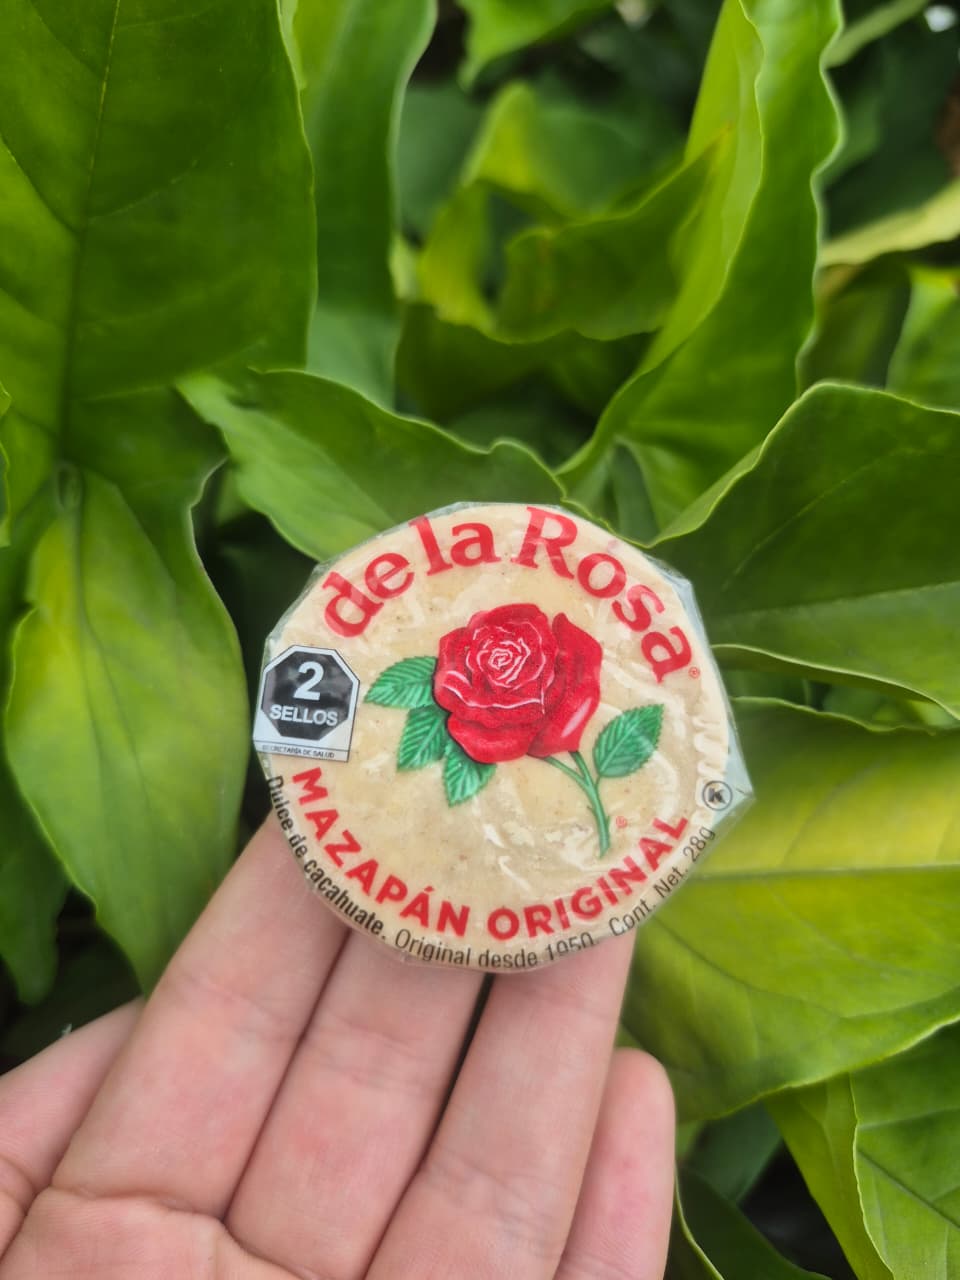 de la Rosa®
2
SELLOS
SECRETARÍA DE SALUD
MAZAPÁN ORIGINAL®
Dulce de cacahuate. Original desde 1950. Cont. Net. 28g
K